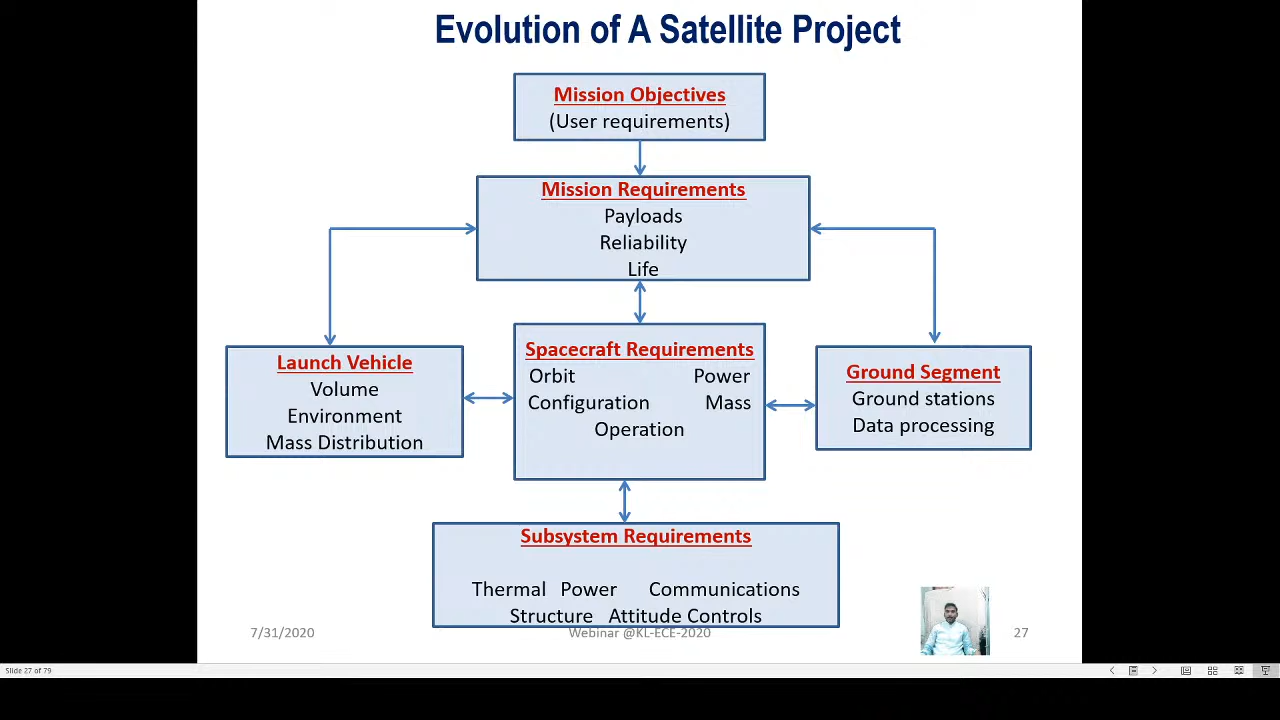 Evolution of A Satellite Project
Mission Objectives
(User requirements)
Mission Requirements
Payloads
Reliability
Life
Launch Vehicle
Volume
Environment
Mass Distribution
Spacecraft Requirements
Orbit Power
Configuration Mass
Operation
Ground Segment
Ground stations
Data processing
Subsystem Requirements
Thermal Power Communications
Structure Attitude Controls
7/31/2020
Webinar @KL-ECE-2020
27
Slide 27 of 79